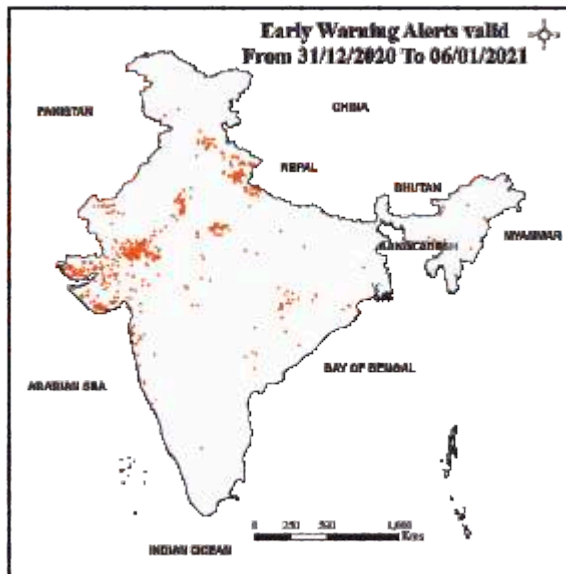 Early Warning Alerts valid
From 31/12/2020 To 06/01/2021
PAKISTAN
CHINA
NEPAL
BHUTAN
BANGLADESH
MYANMAR
BAY OF BENGAL
ARABIAN SEA
0 250 500 1,000
Kms
INDIAN OCEAN